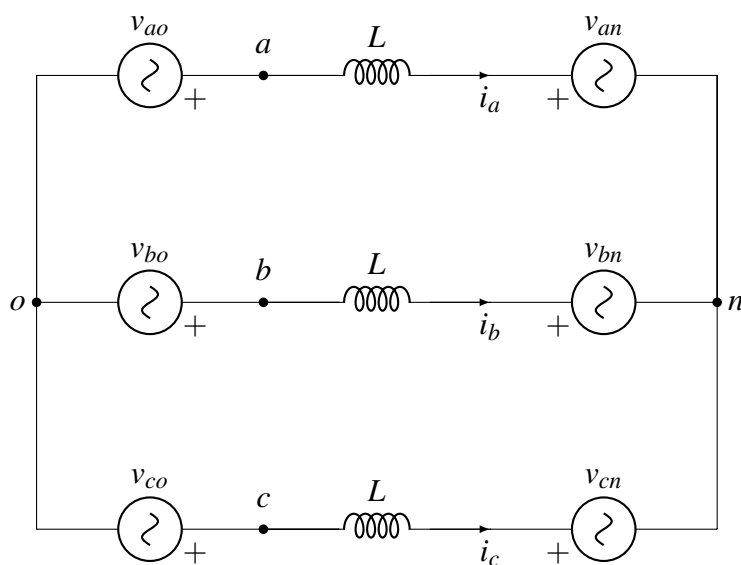 v_ao a L v_an
+ i_a +
v_bo b L v_bn
o n
+ i_b +
v_co c L v_cn
+ i_c +